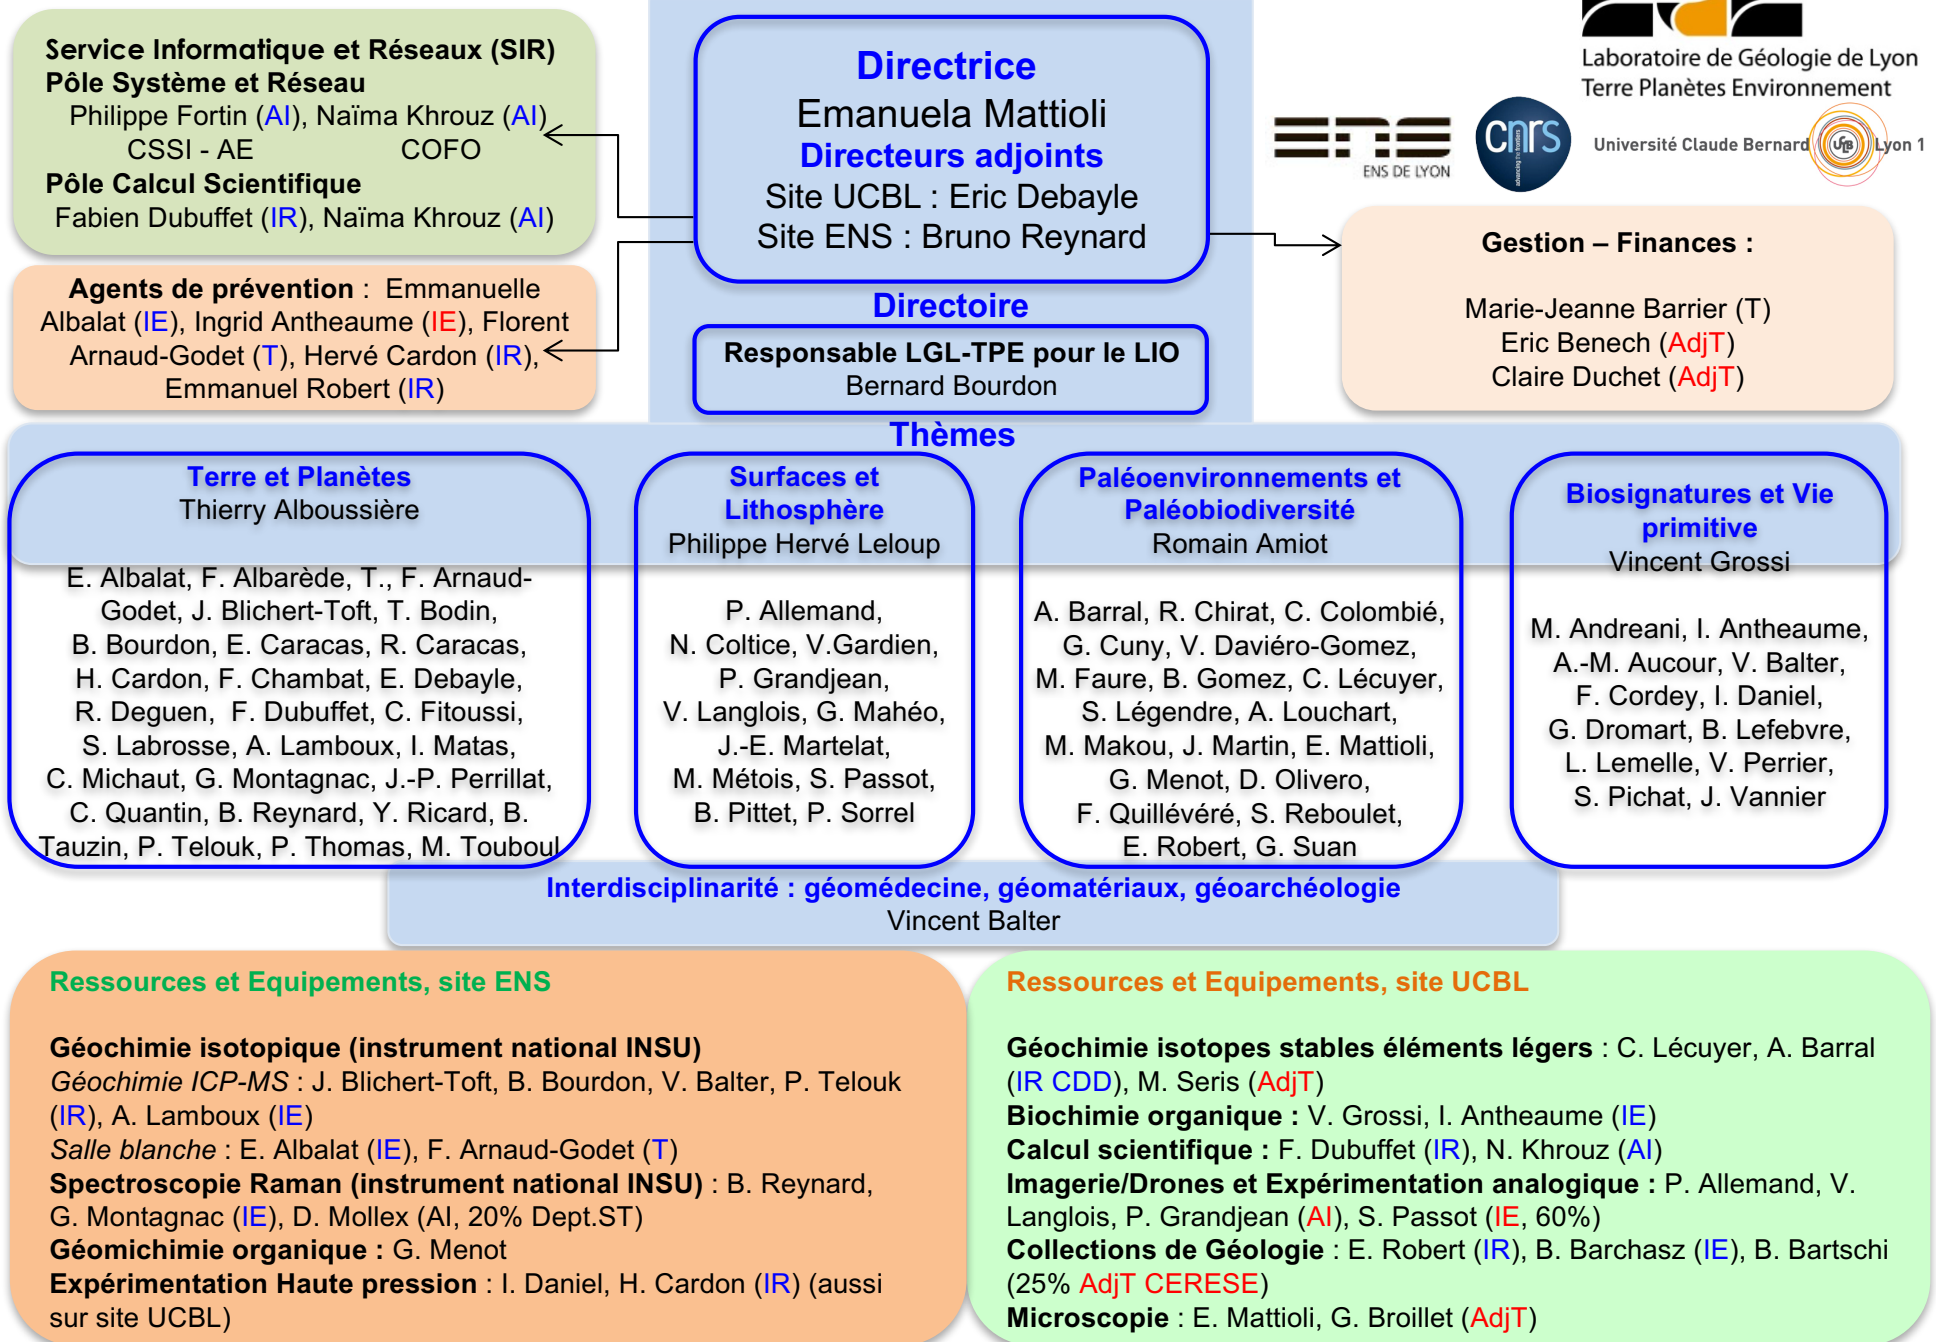 Service Informatique et Réseaux (SIR)
Pôle Système et Réseau
Philippe Fortin (AI), Naïma Khrouz (AI)
CSSI - AE COFO
Pôle Calcul Scientifique
Fabien Dubuffet (IR), Naïma Khrouz (AI)
Agents de prévention : Emmanuelle
Albalat (IE), Ingrid Antheaume (IE), Florent
Arnaud-Godet (T), Hervé Cardon (IR),
Emmanuel Robert (IR)
Directrice
Emanuela Mattioli
Directeurs adjoints
Site UCBL : Eric Debayle
Site ENS : Bruno Reynard
Directoire
Responsable LGL-TPE pour le LIO
Bernard Bourdon
Laboratoire de Géologie de Lyon
Terre Planètes Environnement
ENS
ENS DE LYON
cnrs
advancing the frontiers
Université Claude Bernard UCB Lyon 1
Gestion – Finances :
Marie-Jeanne Barrier (T)
Eric Benech (AdjT)
Claire Duchet (AdjT)
Thèmes
Terre et Planètes
Thierry Alboussière
E. Albalat, F. Albarède, T., F. Arnaud-
Godet, J. Blichert-Toft, T. Bodin,
B. Bourdon, E. Caracas, R. Caracas,
H. Cardon, F. Chambat, E. Debayle,
R. Deguen, F. Dubuffet, C. Fitoussi,
S. Labrosse, A. Lamboux, I. Matas,
C. Michaut, G. Montagnac, J.-P. Perrillat,
C. Quantin, B. Reynard, Y. Ricard, B.
Tauzin, P. Telouk, P. Thomas, M. Touboul
Surfaces et
Lithosphère
Philippe Hervé Leloup
P. Allemand,
N. Coltice, V.Gardien,
P. Grandjean,
V. Langlois, G. Mahéo,
J.-E. Martelat,
M. Métois, S. Passot,
B. Pittet, P. Sorrel
Paléoenvironnements et
Paléobiodiversité
Romain Amiot
A. Barral, R. Chirat, C. Colombié,
G. Cuny, V. Daviéro-Gomez,
M. Faure, B. Gomez, C. Lécuyer,
S. Légendre, A. Louchart,
M. Makou, J. Martin, E. Mattioli,
G. Menot, D. Olivero,
F. Quillévéré, S. Reboulet,
E. Robert, G. Suan
Biosignatures et Vie
primitive
Vincent Grossi
M. Andreani, I. Antheaume,
A.-M. Aucour, V. Balter,
F. Cordey, I. Daniel,
G. Dromart, B. Lefebvre,
L. Lemelle, V. Perrier,
S. Pichat, J. Vannier
Interdisciplinarité : géomédecine, géomatériaux, géoarchéologie
Vincent Balter
Ressources et Equipements, site ENS
Géochimie isotopique (instrument national INSU)
Géochimie ICP-MS : J. Blichert-Toft, B. Bourdon, V. Balter, P. Telouk
(IR), A. Lamboux (IE)
Salle blanche : E. Albalat (IE), F. Arnaud-Godet (T)
Spectroscopie Raman (instrument national INSU) : B. Reynard,
G. Montagnac (IE), D. Mollex (AI, 20% Dept.ST)
Géomichimie organique : G. Menot
Expérimentation Haute pression : I. Daniel, H. Cardon (IR) (aussi
sur site UCBL)
Ressources et Equipements, site UCBL
Géochimie isotopes stables éléments légers : C. Lécuyer, A. Barral
(IR CDD), M. Seris (AdjT)
Biochimie organique : V. Grossi, I. Antheaume (IE)
Calcul scientifique : F. Dubuffet (IR), N. Khrouz (AI)
Imagerie/Drones et Expérimentation analogique : P. Allemand, V.
Langlois, P. Grandjean (AI), S. Passot (IE, 60%)
Collections de Géologie : E. Robert (IR), B. Barchasz (IE), B. Bartschi
(25% AdjT CERESE)
Microscopie : E. Mattioli, G. Broillet (AdjT)